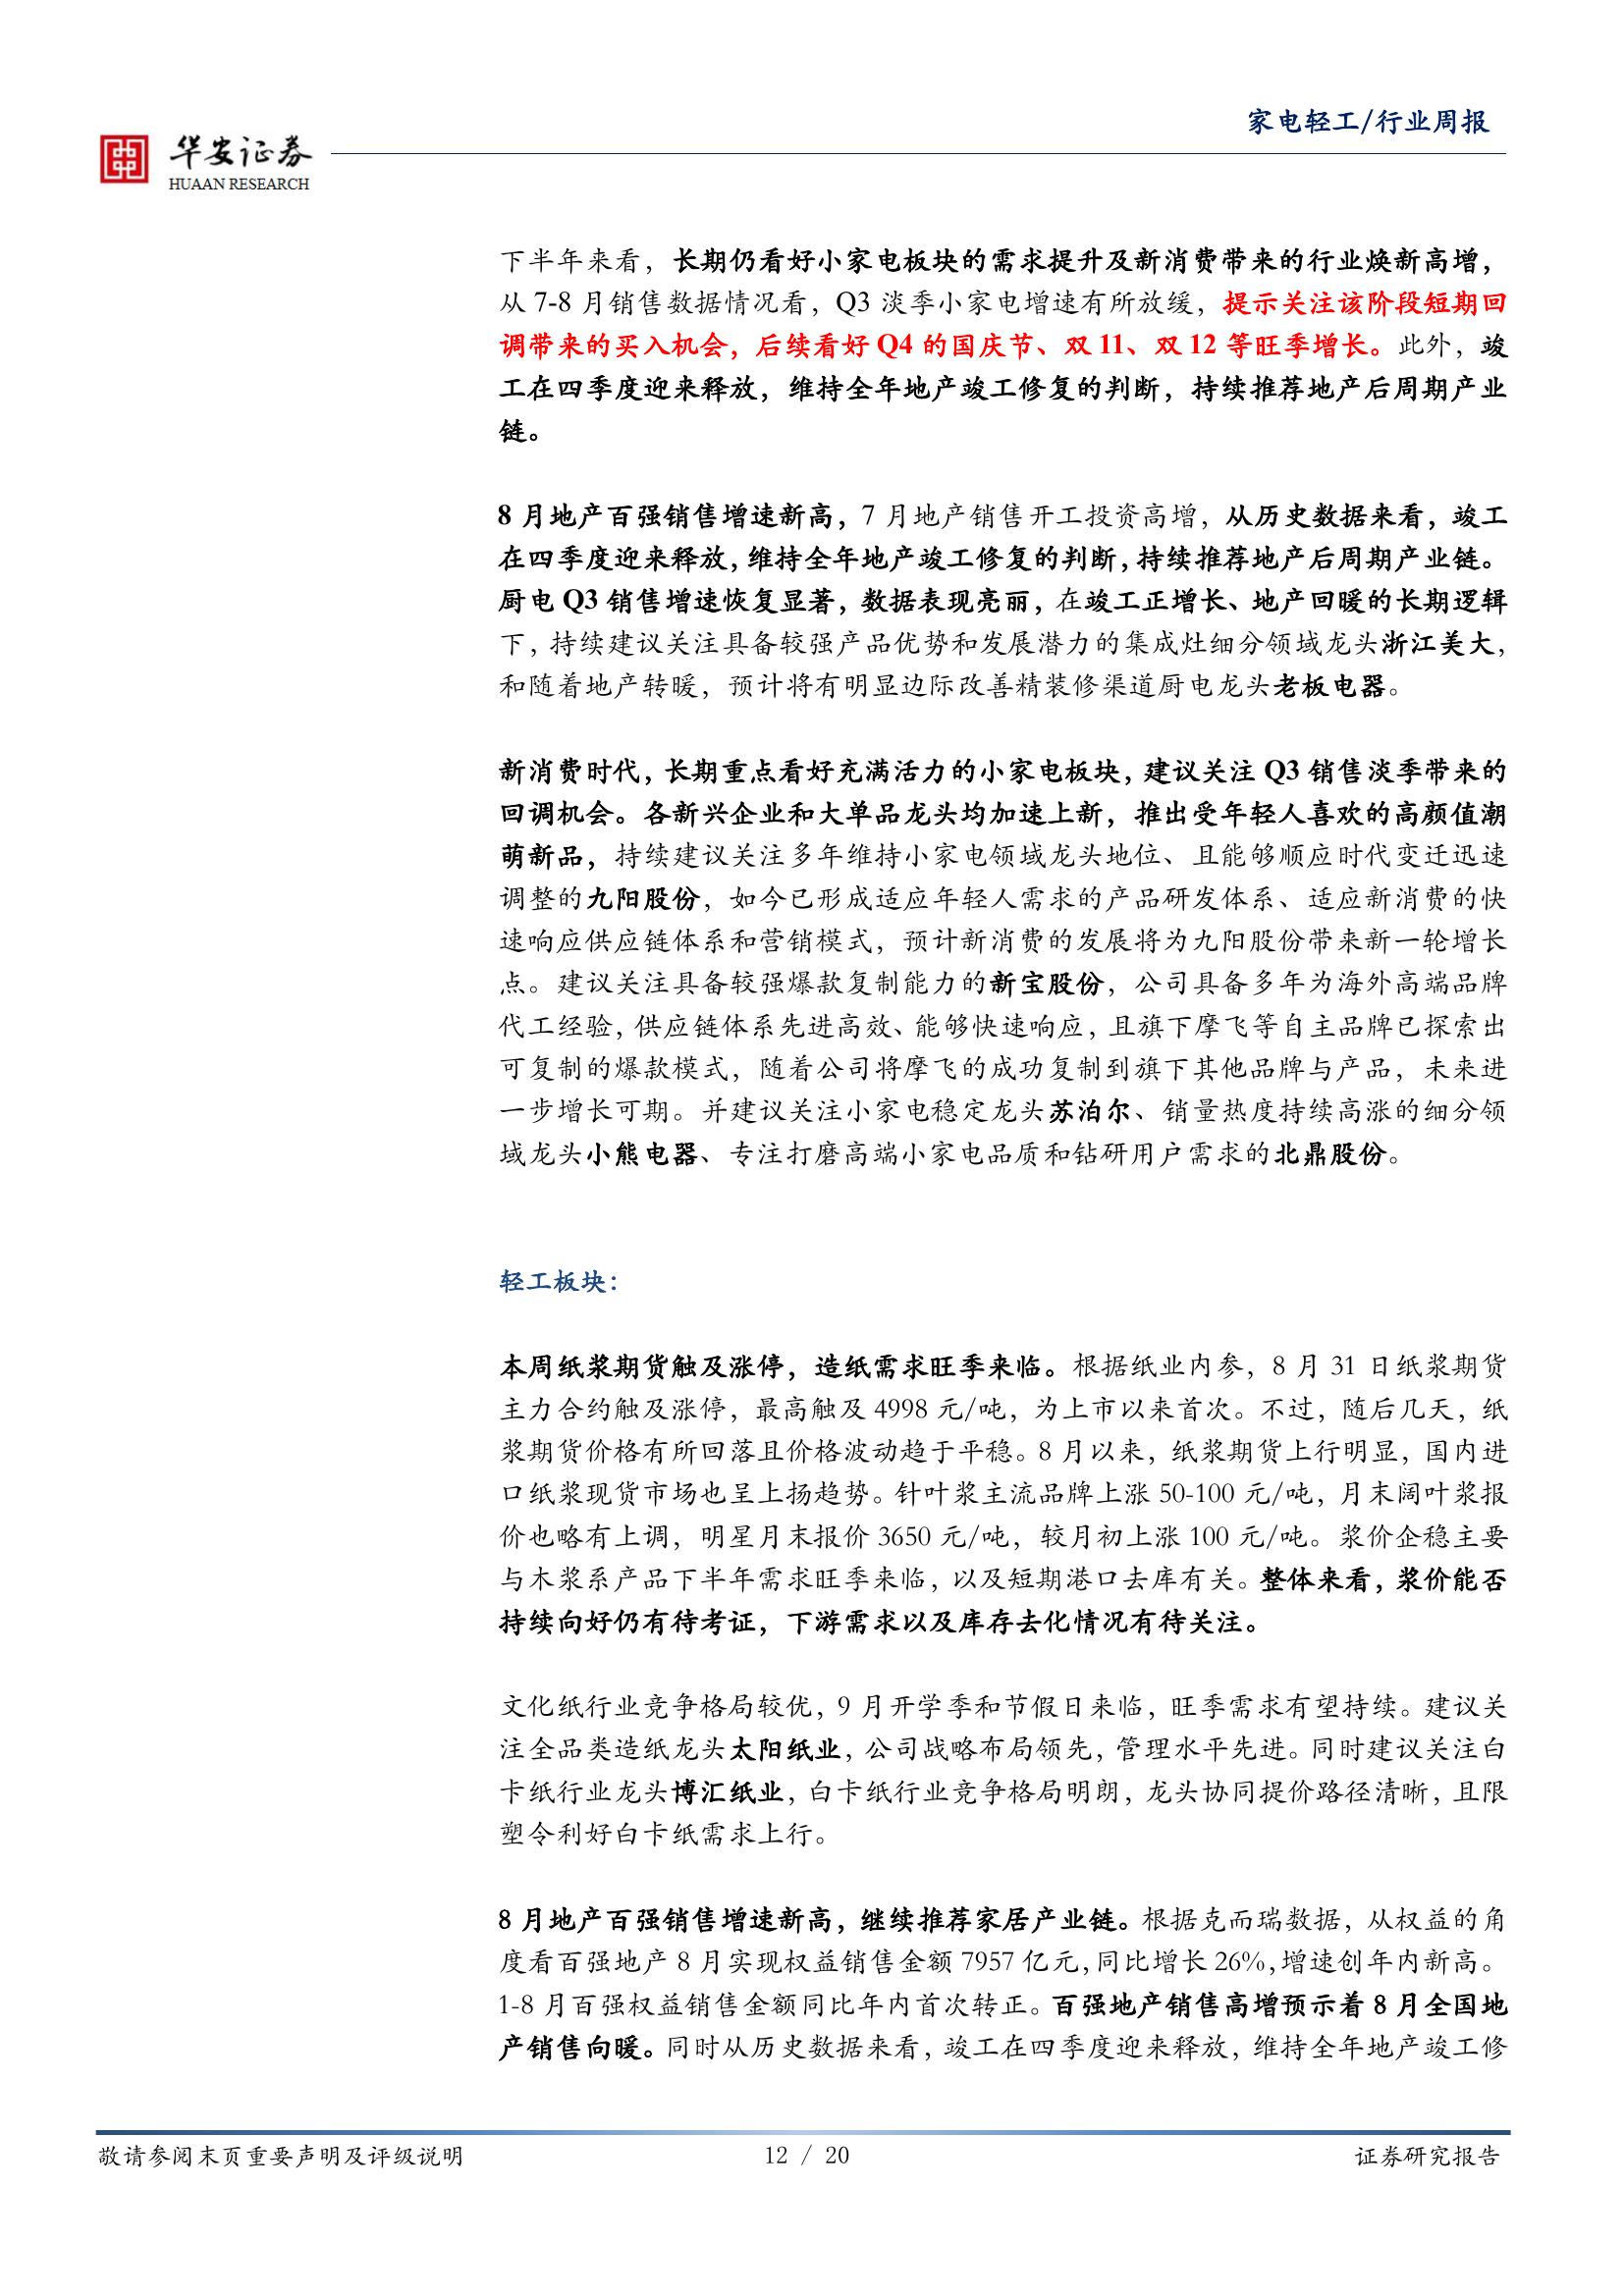 家电轻工/行业周报
华安证券
HUAAN RESEARCH
下半年来看，长期仍看好小家电板块的需求提升及新消费带来的行业焕新高增，
从 7-8 月销售数据情况看，Q3 淡季小家电增速有所放缓，提示关注该阶段短期回
调带来的买入机会，后续看好 Q4 的国庆节、双 11、双 12 等旺季增长。此外，竣
工在四季度迎来释放，维持全年地产竣工修复的判断，持续推荐地产后周期产业
链。
8 月地产百强销售增速新高，7 月地产销售开工投资高增，从历史数据来看，竣工
在四季度迎来释放，维持全年地产竣工修复的判断，持续推荐地产后周期产业链。
厨电 Q3 销售增速恢复显著，数据表现亮丽，在竣工正增长、地产回暖的长期逻辑
下，持续建议关注具备较强产品优势和发展潜力的集成灶细分领域龙头浙江美大，
和随着地产转暖，预计将有明显边际改善精装修渠道厨电龙头老板电器。
新消费时代，长期重点看好充满活力的小家电板块，建议关注 Q3 销售淡季带来的
回调机会。各新兴企业和大单品龙头均加速上新，推出受年轻人喜欢的高颜值潮
萌新品，持续建议关注多年维持小家电领域龙头地位、且能够顺应时代变迁迅速
调整的九阳股份，如今已形成适应年轻人需求的产品研发体系、适应新消费的快
速响应供应链体系和营销模式，预计新消费的发展将为九阳股份带来新一轮增长
点。建议关注具备较强爆款复制能力的新宝股份，公司具备多年为海外高端品牌
代工经验，供应链体系先进高效、能够快速响应，且旗下摩飞等自主品牌已探索出
可复制的爆款模式，随着公司将摩飞的成功复制到旗下其他品牌与产品，未来进
一步增长可期。并建议关注小家电稳定龙头苏泊尔、销量热度持续高涨的细分领
域龙头小熊电器、专注打磨高端小家电品质和钻研用户需求的北鼎股份。
轻工板块：
本周纸浆期货触及涨停，造纸需求旺季来临。根据纸业内参，8 月 31 日纸浆期货
主力合约触及涨停，最高触及 4998 元/吨，为上市以来首次。不过，随后几天，纸
浆期货价格有所回落且价格波动趋于平稳。8 月以来，纸浆期货上行明显，国内进
口纸浆现货市场也呈上扬趋势。针叶浆主流品牌上涨 50-100 元/吨，月末阔叶浆报
价也略有上调，明星月末报价 3650 元/吨，较月初上涨 100 元/吨。浆价企稳主要
与木浆系产品下半年需求旺季来临，以及短期港口去库有关。整体来看，浆价能否
持续向好仍有待考证，下游需求以及库存去化情况有待关注。
文化纸行业竞争格局较优，9 月开学季和节假日来临，旺季需求有望持续。建议关
注全品类造纸龙头太阳纸业，公司战略布局领先，管理水平先进。同时建议关注白
卡纸行业龙头博汇纸业，白卡纸行业竞争格局明朗，龙头协同提价路径清晰，且限
塑令利好白卡纸需求上行。
8 月地产百强销售增速新高，继续推荐家居产业链。根据克而瑞数据，从权益的角
度看百强地产 8 月实现权益销售金额 7957 亿元，同比增长 26%，增速创年内新高。
1-8 月百强权益销售金额同比年内首次转正。百强地产销售高增预示着 8 月全国地
产销售向暖。同时从历史数据来看，竣工在四季度迎来释放，维持全年地产竣工修
敬请参阅末页重要声明及评级说明
12 / 20
证券研究报告